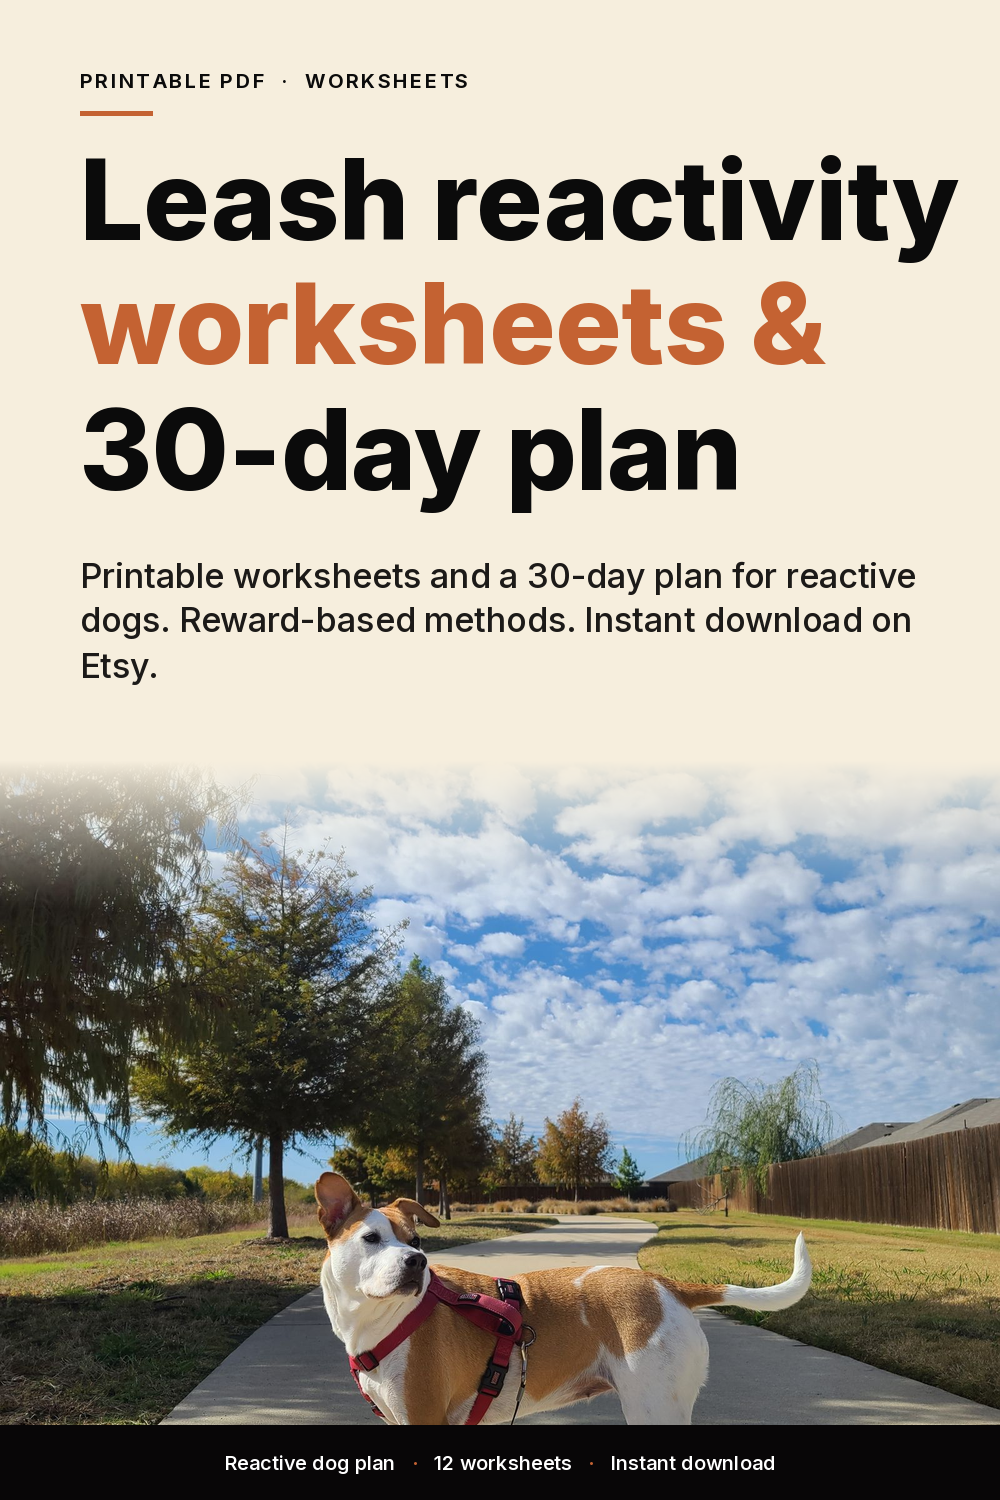 PRINTABLE PDF · WORKSHEETS
Leash reactivity
worksheets &
30-day plan
Printable worksheets and a 30-day plan for reactive
dogs. Reward-based methods. Instant download on
Etsy.
Reactive dog plan · 12 worksheets · Instant download